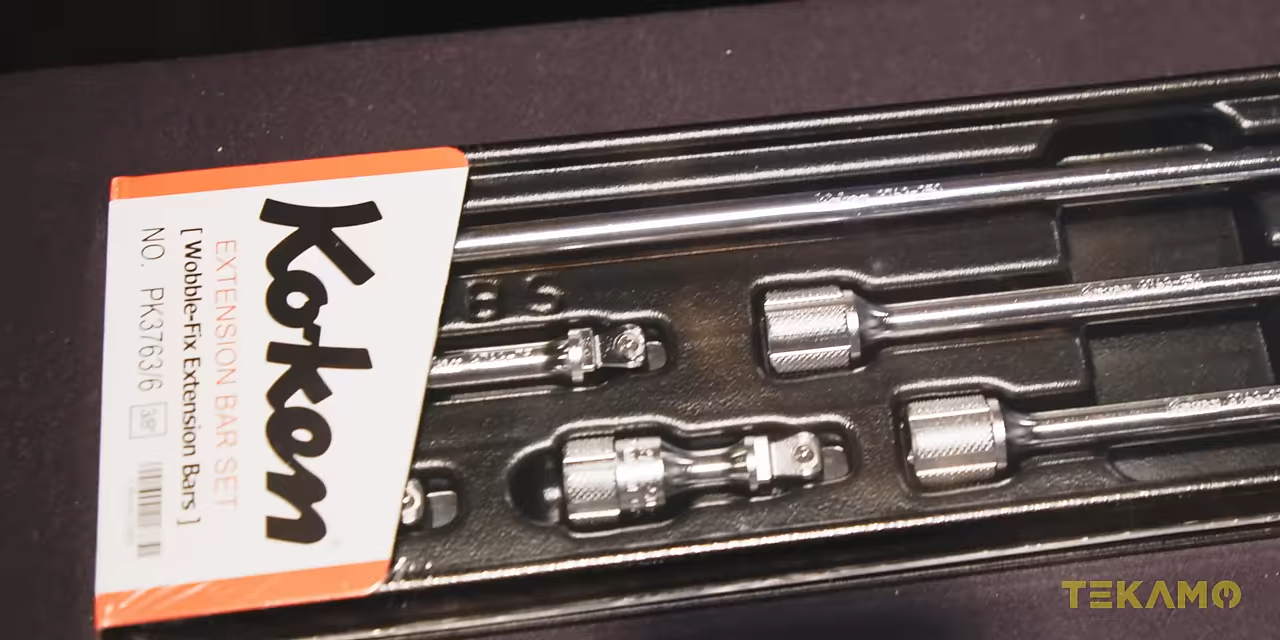 Ko-ken
EXTENSION BAR SET
[ Wobble-Fix Extension Bars ]
NO. PK3763/6 3/8"
TEKAMO